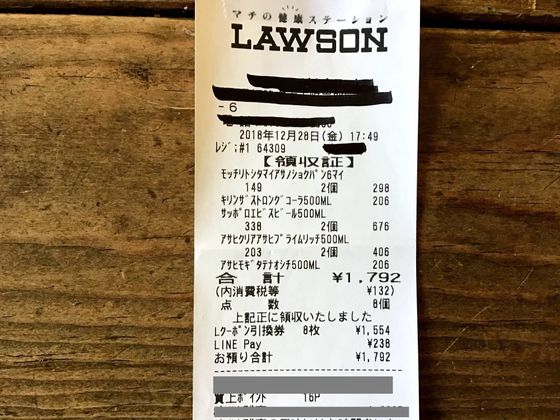 マチの健康ステーション
LAWSON
-6
2018年12月28日(金) 17:49
レジ:#1 64309
【領収証】
モッチリトシタマイアサノショクパン6マイ
149 2個 298
キリンザストロングコーラ500ML 206
サッポロエビスビール500ML
338 2個 676
アサヒクリアアサヒプライムリッチ500ML
203 2個 406
アサヒモギタテナオシチ500ML 206
合 計 ¥1,792
(内消費税等 ¥132)
点 数 8個
上記正に領収いたしました
Lクーポン引換券 8枚 ¥1,554
LINE Pay ¥238
お預り合計 ¥1,792
買上ポイント 16P